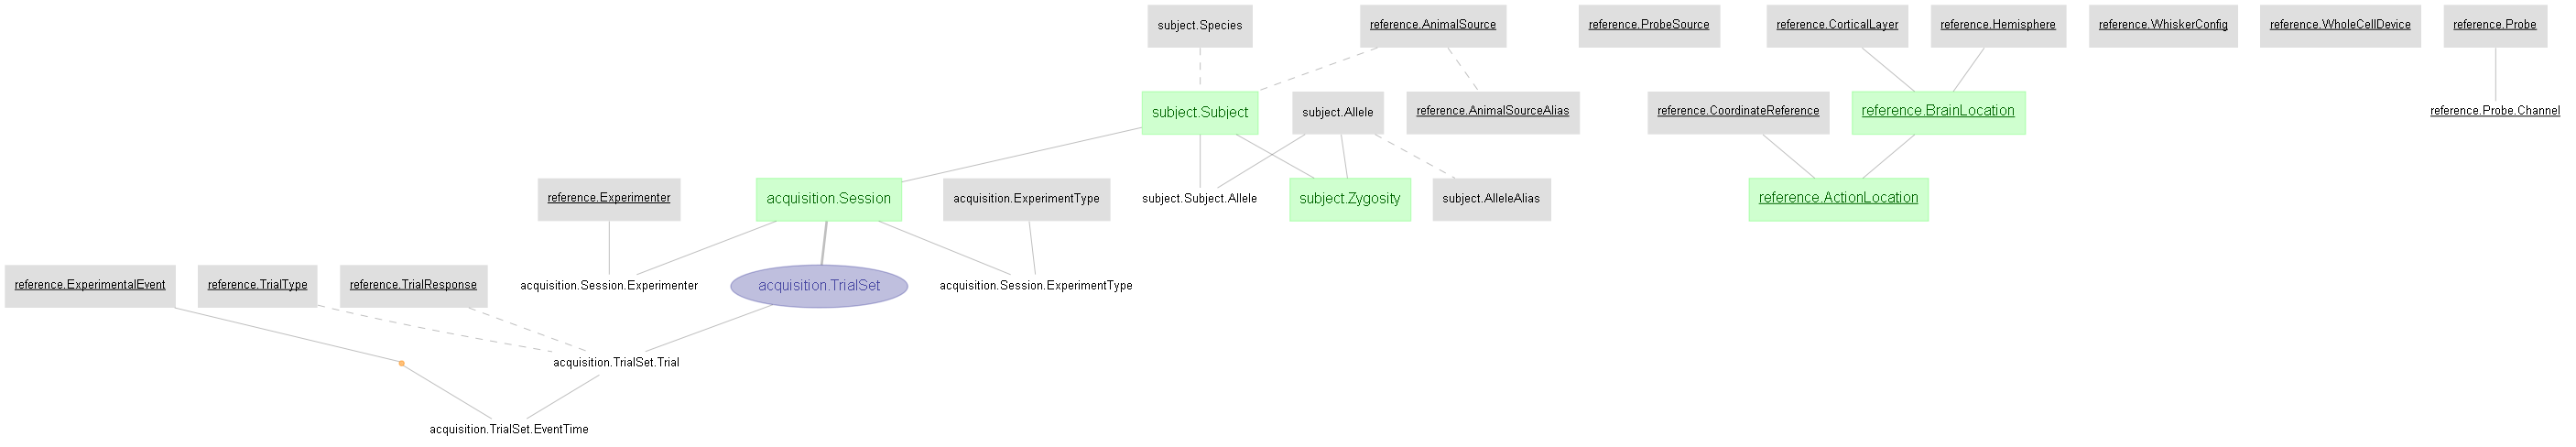 subject.Species
reference.AnimalSource
reference.ProbeSource
reference.CorticalLayer
reference.Hemisphere
reference.WhiskerConfig
reference.WholeCellDevice
reference.Probe
subject.Subject
subject.Allele
reference.AnimalSourceAlias
reference.CoordinateReference
reference.BrainLocation
reference.Probe.Channel
reference.Experimenter
acquisition.Session
acquisition.ExperimentType
subject.Subject.Allele
subject.Zygosity
subject.AlleleAlias
reference.ActionLocation
reference.ExperimentalEvent
reference.TrialType
reference.TrialResponse
acquisition.Session.Experimenter
acquisition.TrialSet
acquisition.Session.ExperimentType
acquisition.TrialSet.Trial
acquisition.TrialSet.EventTime